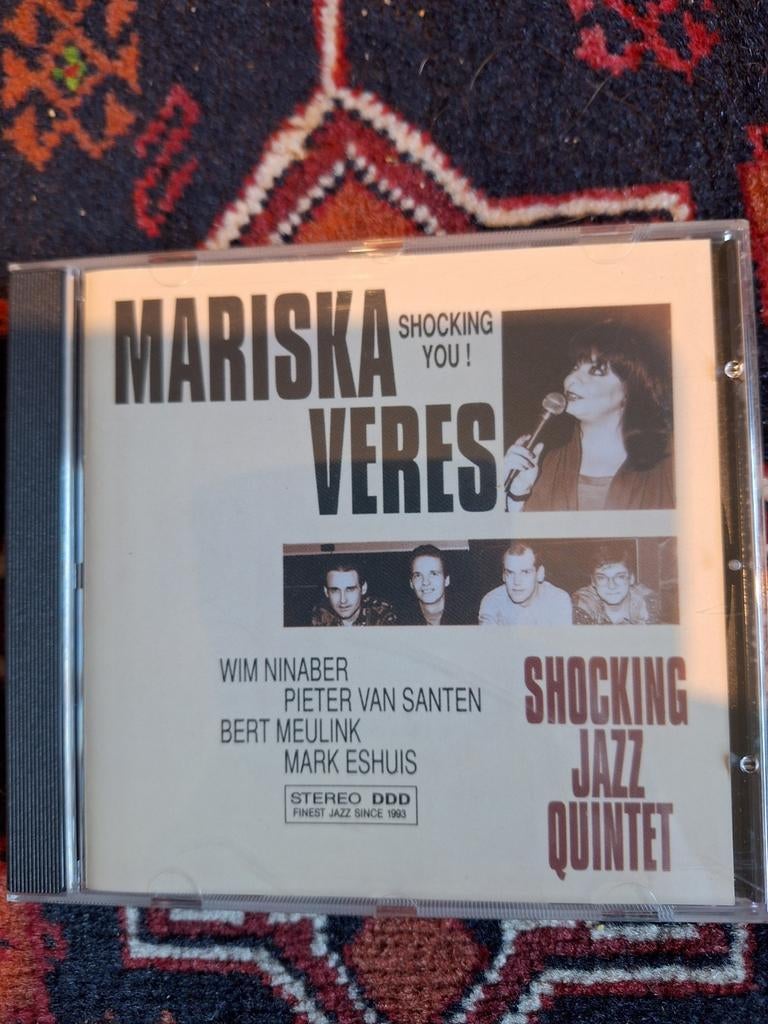 MARISKA
SHOCKING
YOU !
VERES
WIM NINABER
PIETER VAN SANTEN
BERT MEULINK
MARK ESHUIS
STEREO DDD
FINEST JAZZ SINCE 1993
SHOCKING
JAZZ
QUINTET